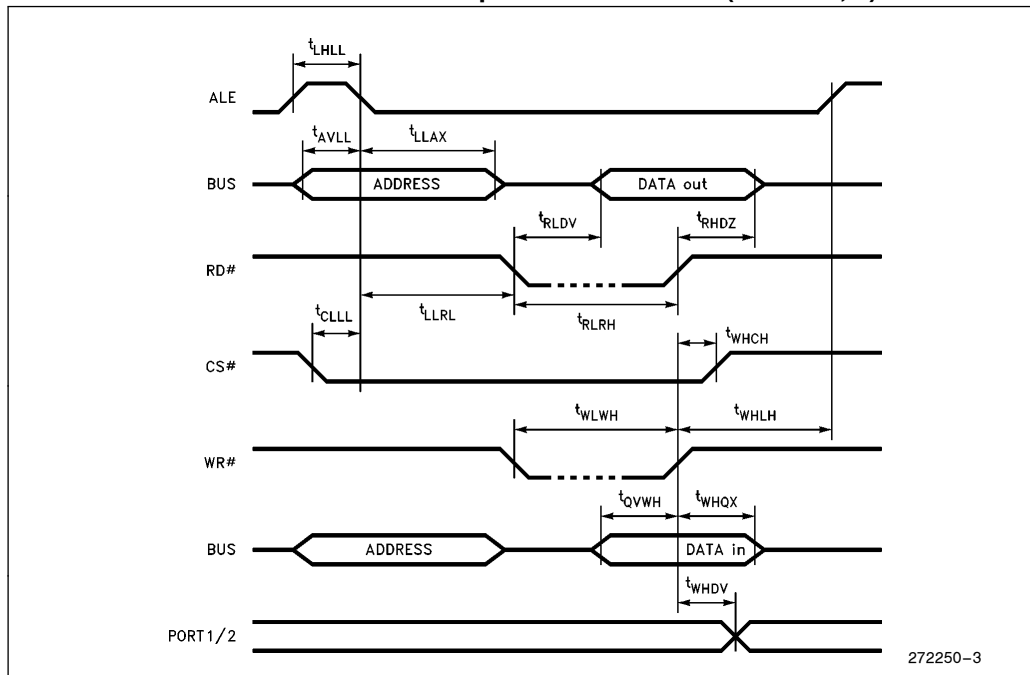 tLHLL
ALE
tAVLL
tLLAX
BUS
ADDRESS
DATA out
tRLDV
tRHDZ
RD#
tCLLL
tLLRL
tRLRH
tWHCH
CS#
tWLWH
tWHLH
WR#
tQVWH
tWHQX
BUS
ADDRESS
DATA in
tWHDV
PORT1/2
272250-3